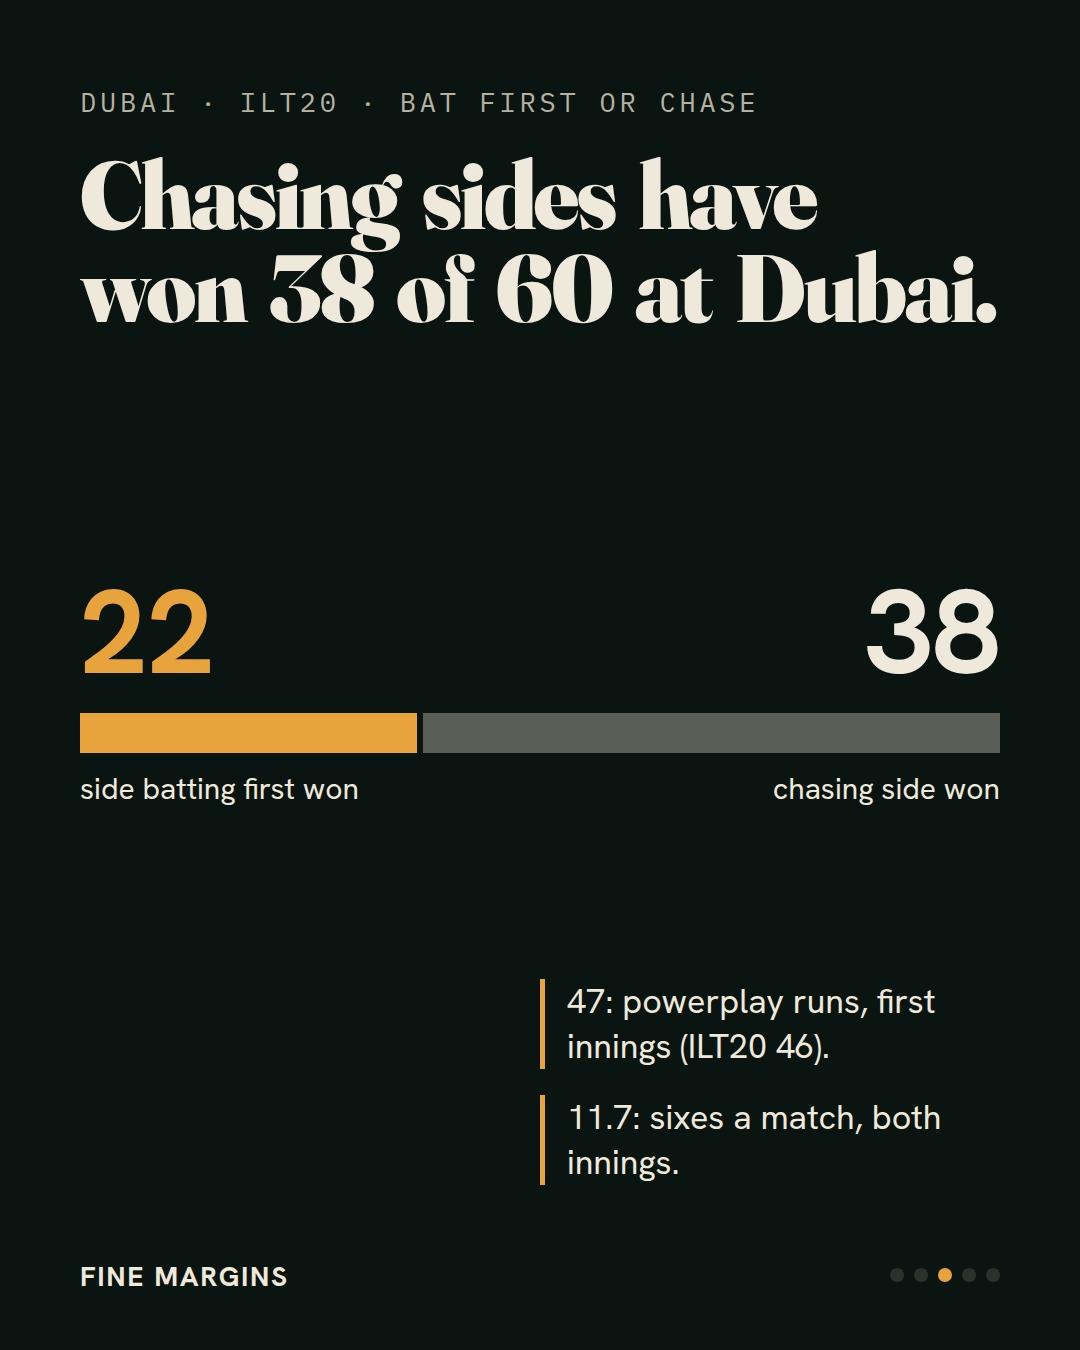 DUBAI · ILT20 · BAT FIRST OR CHASE
Chasing sides have
won 38 of 60 at Dubai.
22
38
side batting first won
chasing side won
47: powerplay runs, first
innings (ILT20 46).
11.7: sixes a match, both
innings.
FINE MARGINS